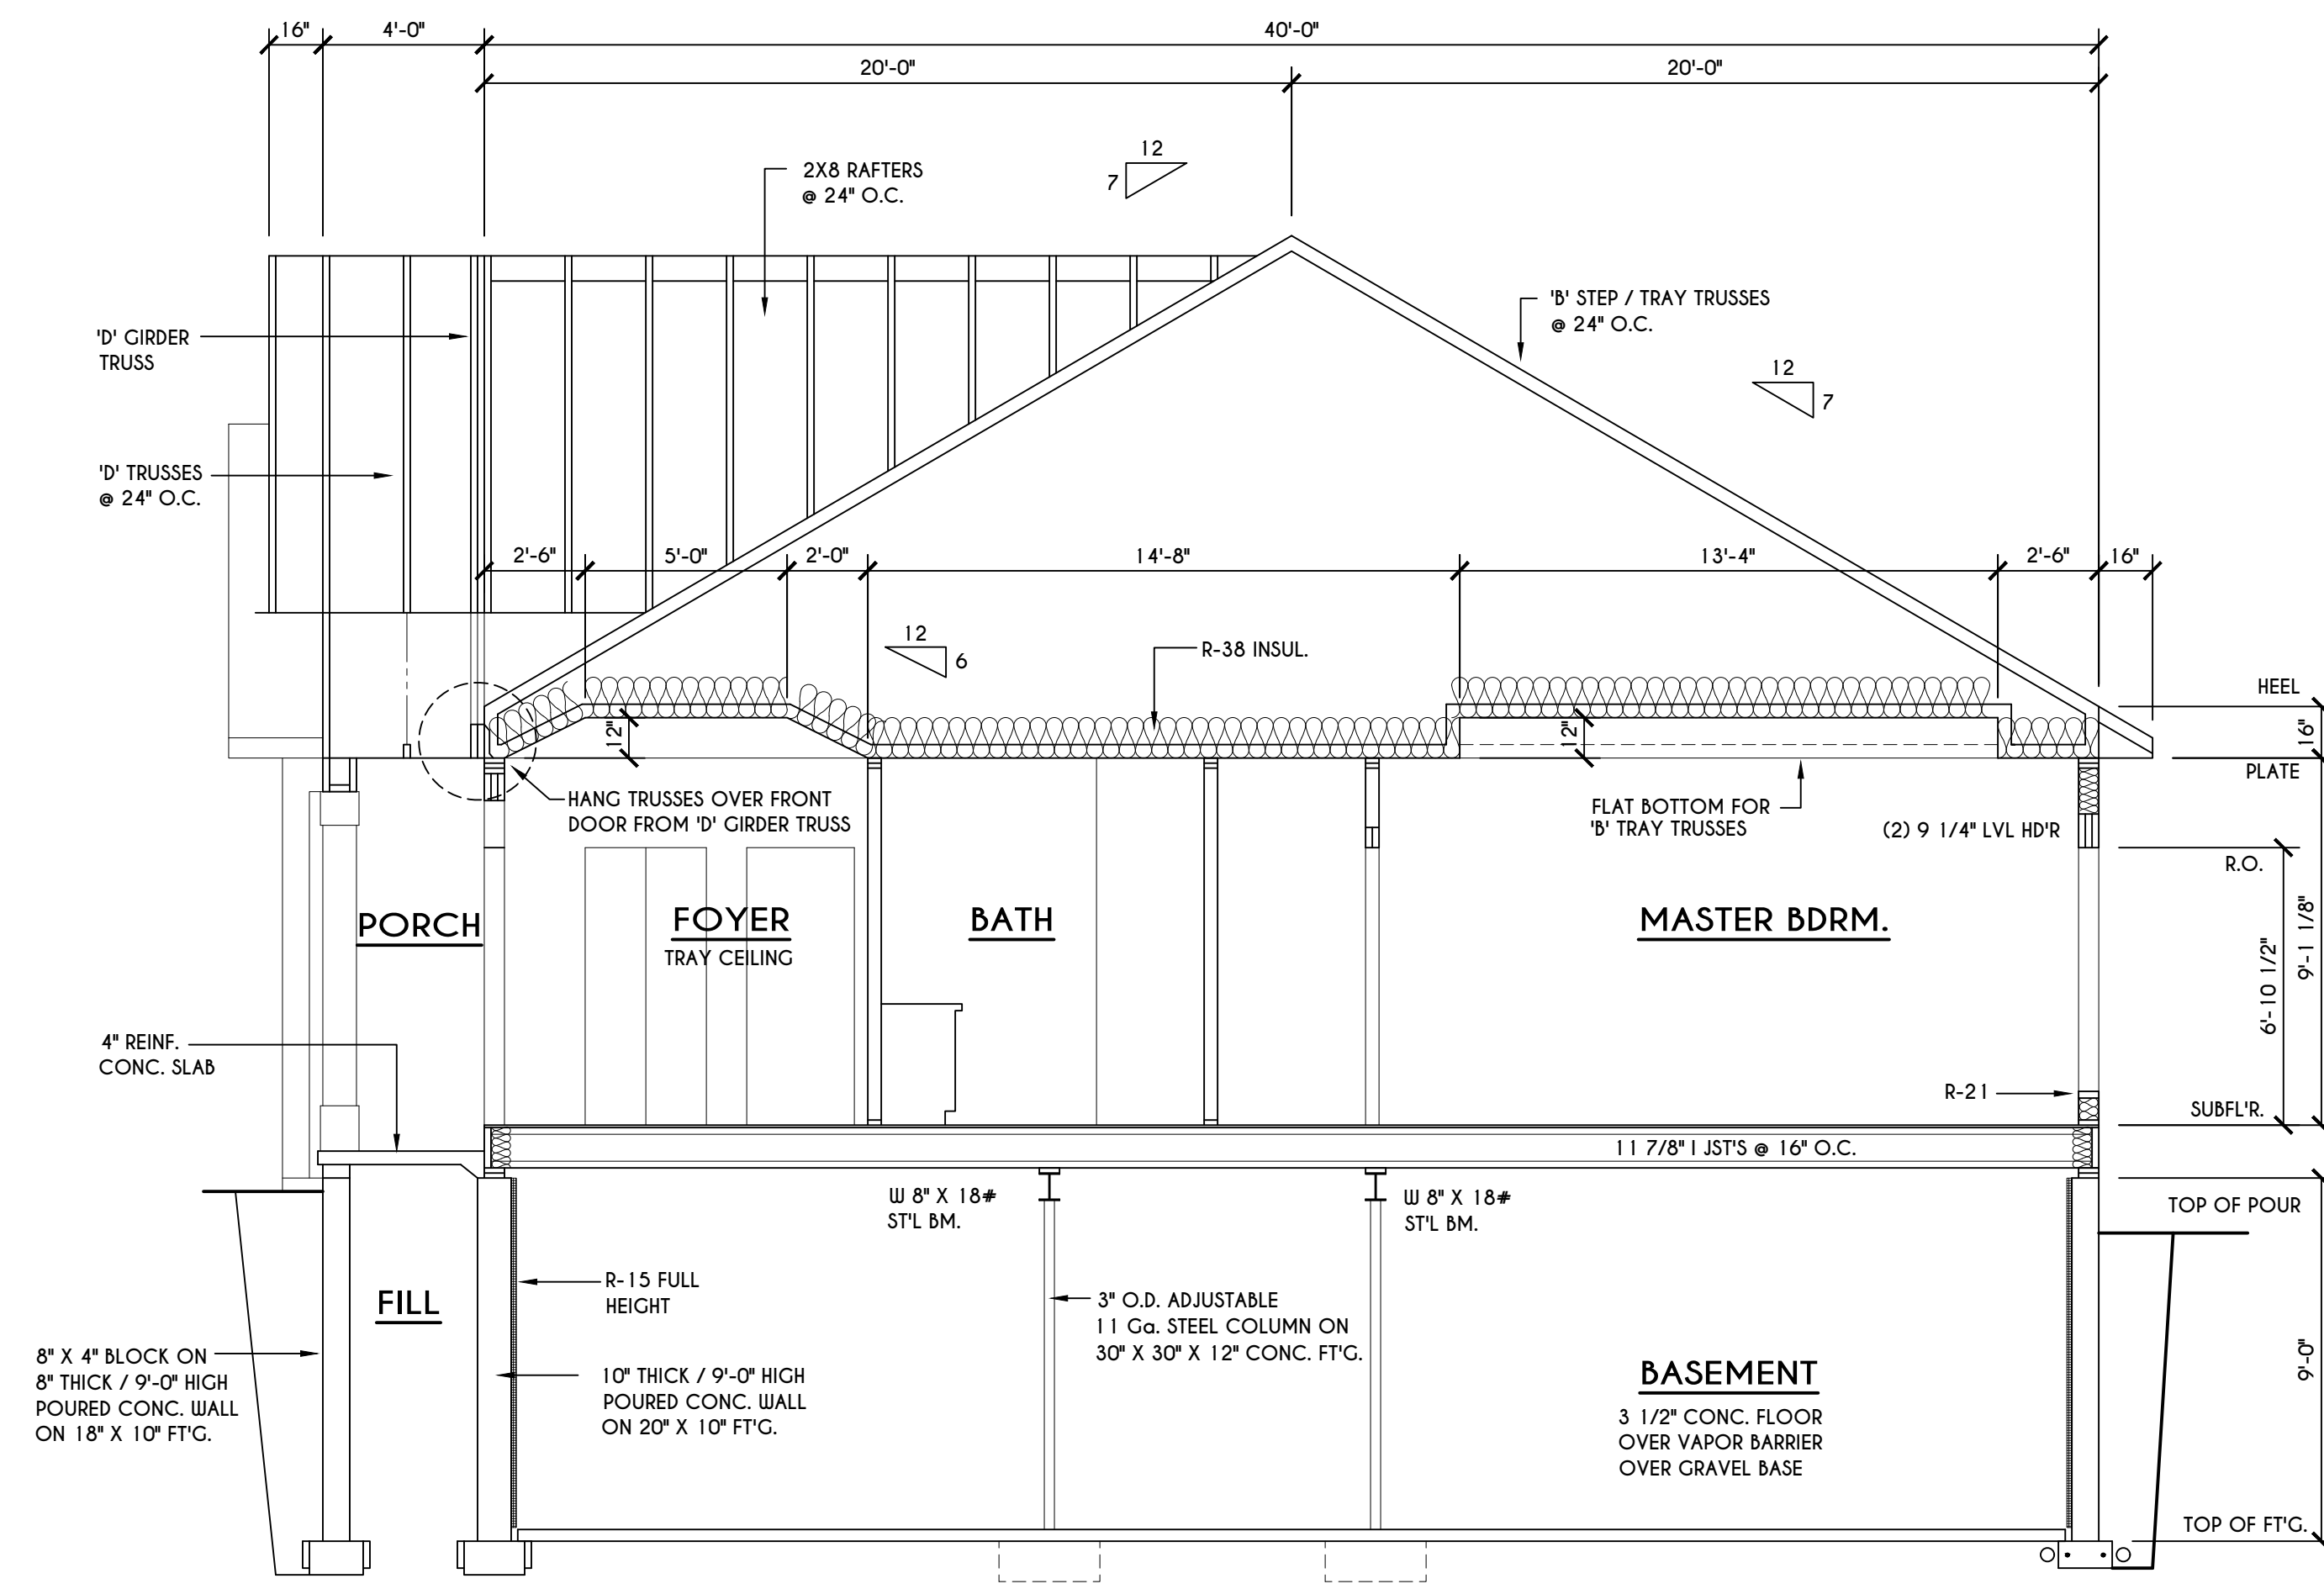 16" 4'-0" 40'-0"
20'-0" 20'-0"
12
7
2X8 RAFTERS
@ 24" O.C.
'B' STEP / TRAY TRUSSES
@ 24" O.C.
'D' GIRDER
TRUSS
12
7
'D' TRUSSES
@ 24" O.C.
2'-6" 5'-0" 2'-0" 14'-8" 13'-4" 2'-6" 16"
12
6
R-38 INSUL.
HEEL
12"
12"
16"
PLATE
HANG TRUSSES OVER FRONT
DOOR FROM 'D' GIRDER TRUSS
FLAT BOTTOM FOR
'B' TRAY TRUSSES
(2) 9 1/4" LVL HD'R
R.O.
PORCH
FOYER
TRAY CEILING
BATH
MASTER BDRM.
6'-10 1/2"
9'-1 1/8"
4" REINF.
CONC. SLAB
R-21
SUBFL'R.
11 7/8" I JST'S @ 16" O.C.
W 8" X 18#
ST'L BM.
W 8" X 18#
ST'L BM.
TOP OF POUR
R-15 FULL
HEIGHT
FILL
3" O.D. ADJUSTABLE
11 Ga. STEEL COLUMN ON
30" X 30" X 12" CONC. FT'G.
8" X 4" BLOCK ON
8" THICK / 9'-0" HIGH
POURED CONC. WALL
ON 18" X 10" FT'G.
10" THICK / 9'-0" HIGH
POURED CONC. WALL
ON 20" X 10" FT'G.
BASEMENT
3 1/2" CONC. FLOOR
OVER VAPOR BARRIER
OVER GRAVEL BASE
9'-0"
TOP OF FT'G.